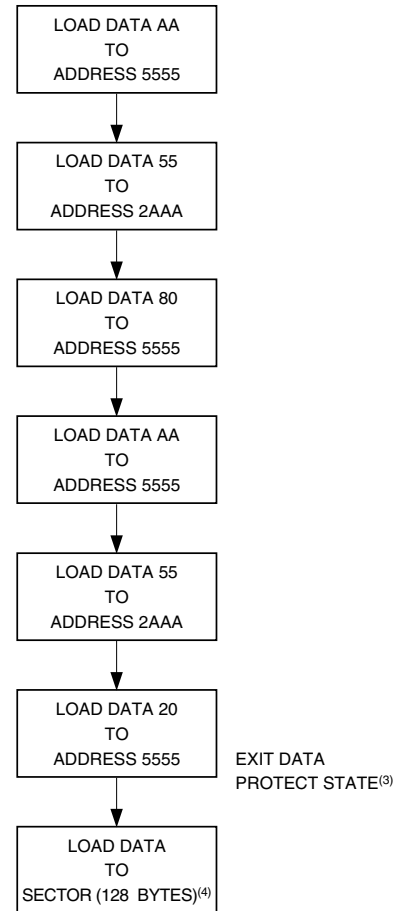 LOAD DATA AA
TO
ADDRESS 5555
LOAD DATA 55
TO
ADDRESS 2AAA
LOAD DATA 80
TO
ADDRESS 5555
LOAD DATA AA
TO
ADDRESS 5555
LOAD DATA 55
TO
ADDRESS 2AAA
LOAD DATA 20
TO
ADDRESS 5555
EXIT DATA
PROTECT STATE(3)
LOAD DATA
TO
SECTOR (128 BYTES)(4)